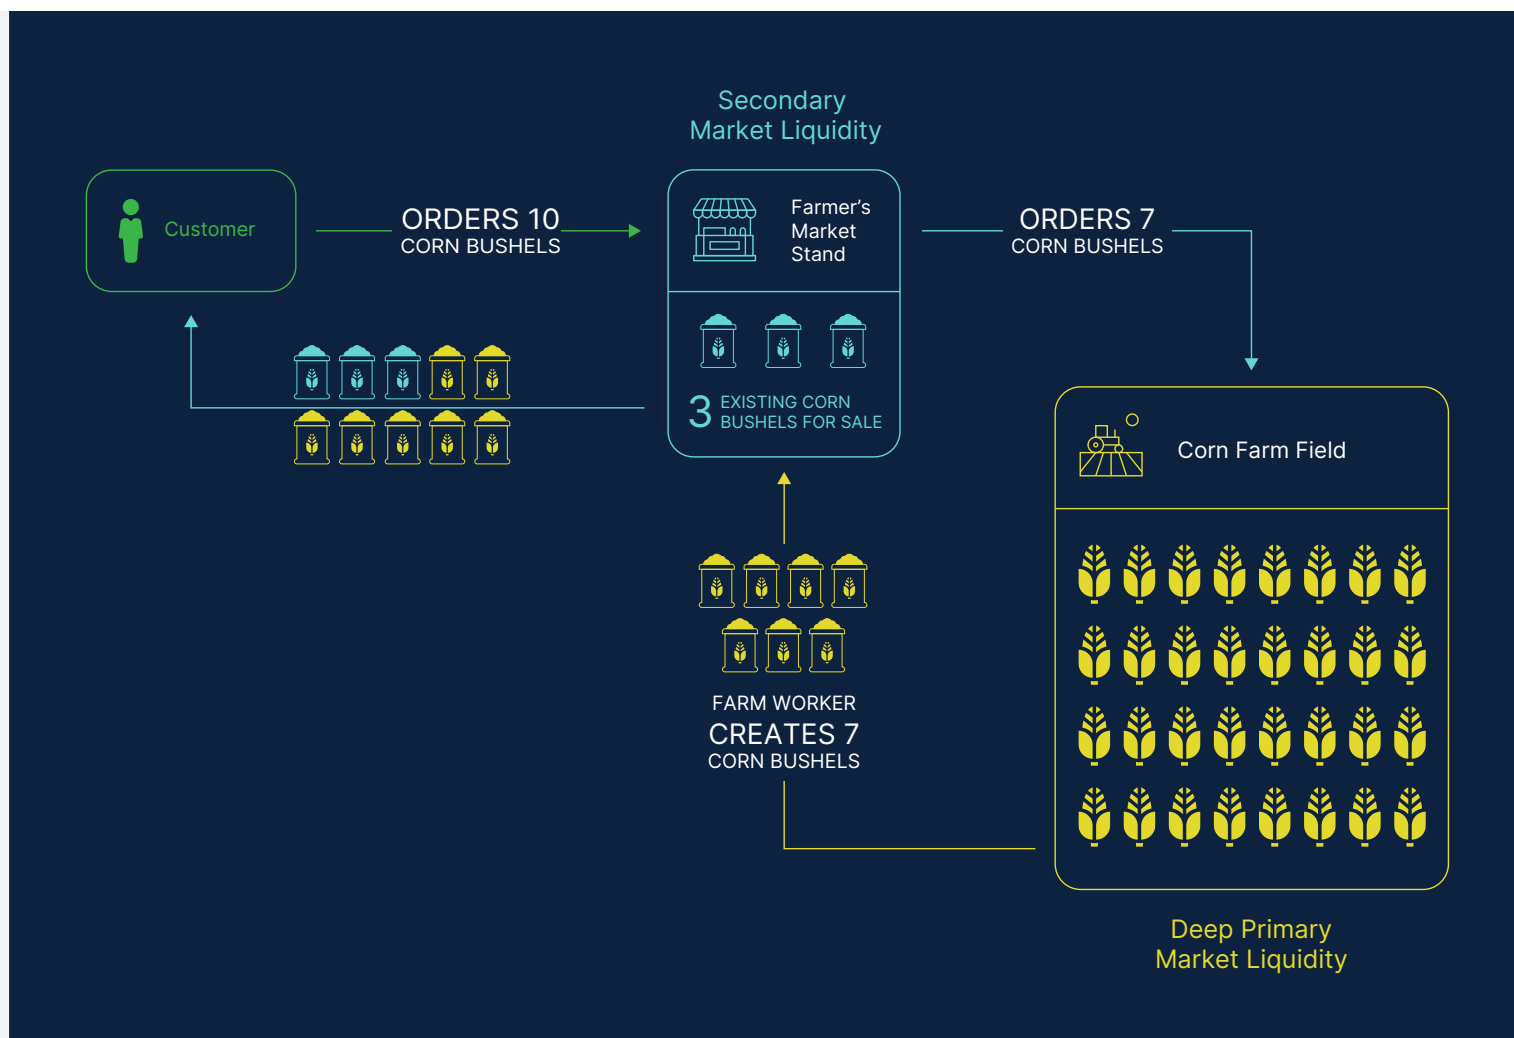 Secondary
Market Liquidity
Customer
ORDERS 10
CORN BUSHELS
Farmer’s
Market
Stand
ORDERS 7
CORN BUSHELS
3 EXISTING CORN
BUSHELS FOR SALE
Corn Farm Field
FARM WORKER
CREATES 7
CORN BUSHELS
Deep Primary
Market Liquidity